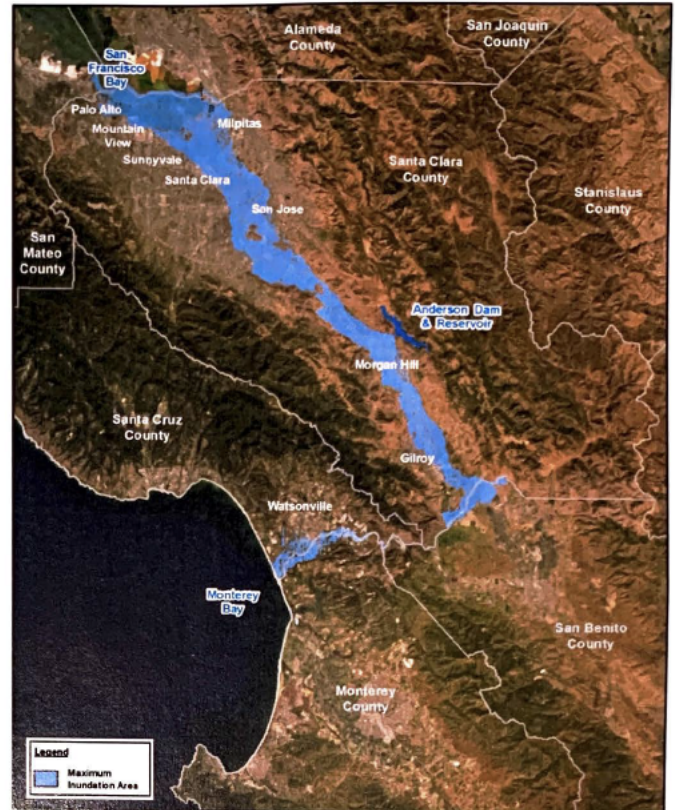 Alameda
County
San Joaquin
County
San
Francisco
Bay
Palo Alto
Milpitas
Mountain
View
Sunnyvale
Santa Clara
Santa Clara
County
Stanislaus
County
San Jose
San
Mateo
County
Anderson Dam
& Reservoir
Morgan Hill
Santa Cruz
County
Gilroy
Watsonville
Monterey
Bay
San Benito
County
Monterey
County
Legend
Maximum
Inundation Area